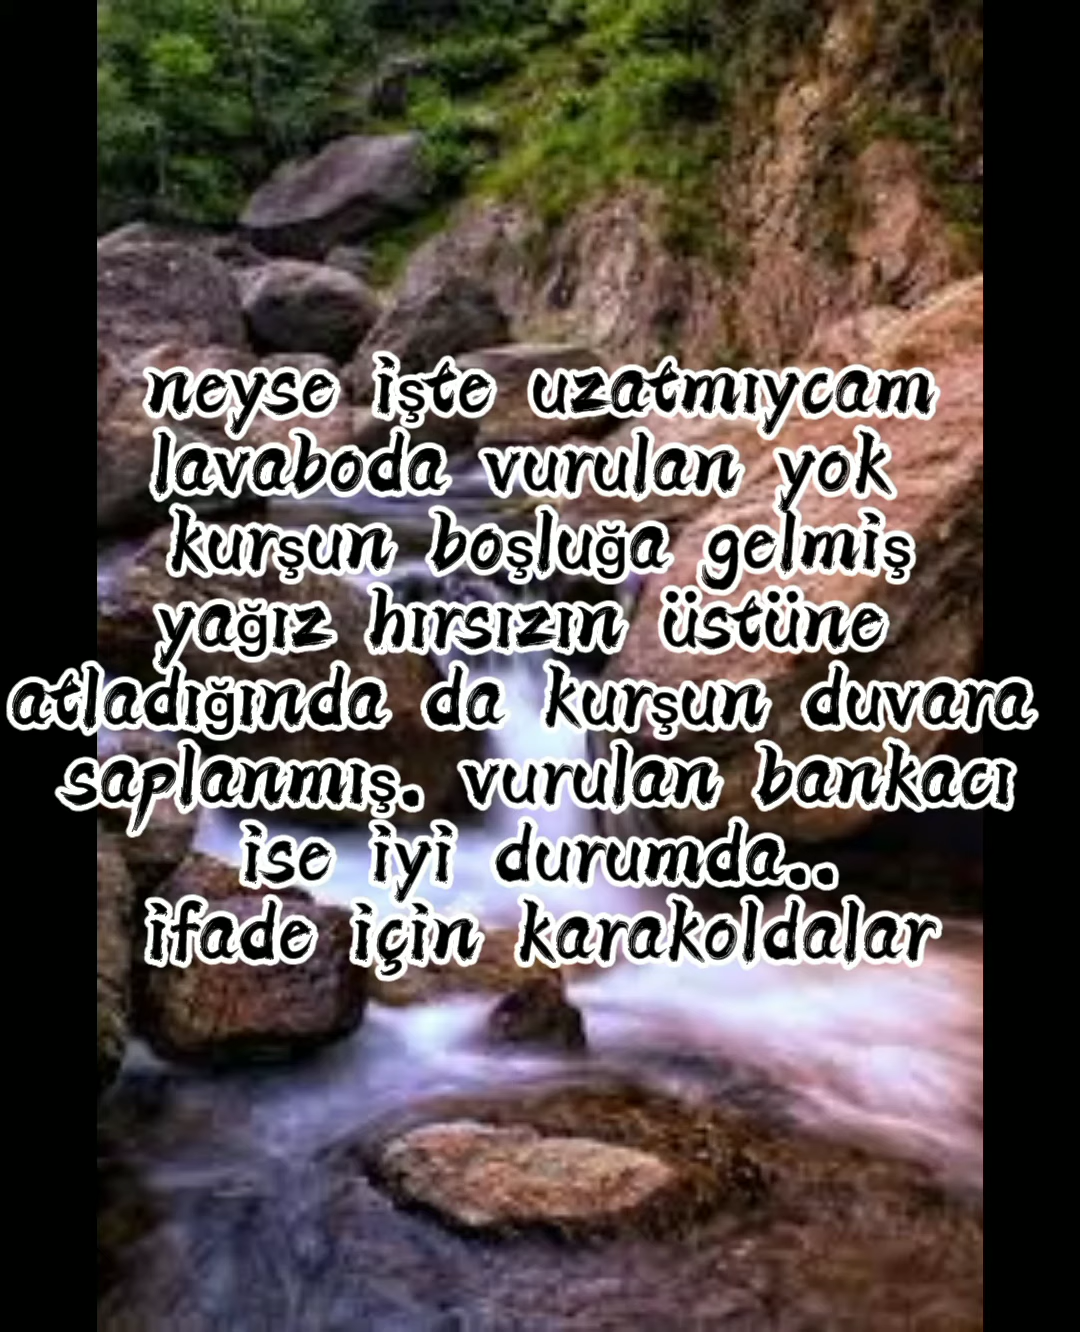 neyse işte uzatmıycam
lavaboda vurulan yok
kurşun boşluğa gelmiş
yağız hırsızın üstüne
atladığında da kurşun duvara
saplanmış. vurulan bankacı
ise iyi durumda..
ifade için karakoldalar